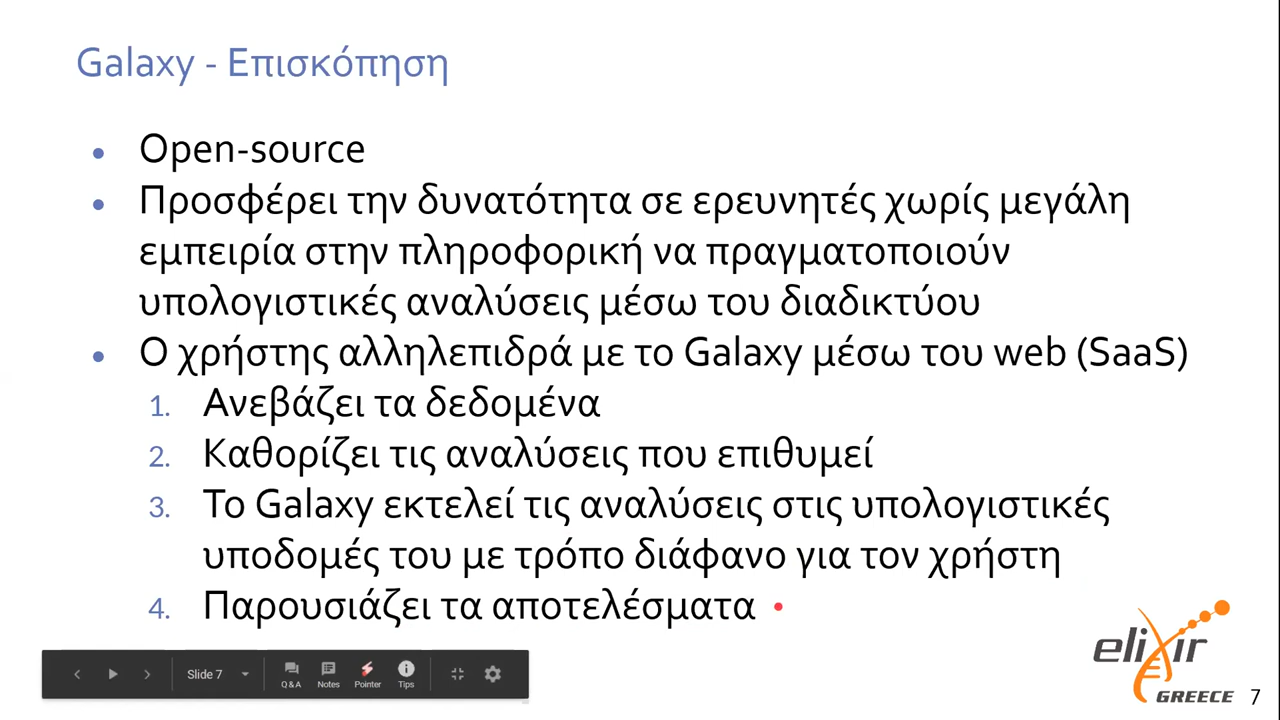 Galaxy - Επισκόπηση
• Open-source
• Προσφέρει την δυνατότητα σε ερευνητές χωρίς μεγάλη
εμπειρία στην πληροφορική να πραγματοποιούν
υπολογιστικές αναλύσεις μέσω του διαδικτύου
• Ο χρήστης αλληλεπιδρά με το Galaxy μέσω του web (SaaS)
1. Ανεβάζει τα δεδομένα
2. Καθορίζει τις αναλύσεις που επιθυμεί
3. Το Galaxy εκτελεί τις αναλύσεις στις υπολογιστικές
υποδομές του με τρόπο διάφανο για τον χρήστη
4. Παρουσιάζει τα αποτελέσματα
Slide 7
Q & A
Notes
Pointer
Tips
elixir
GREECE
7